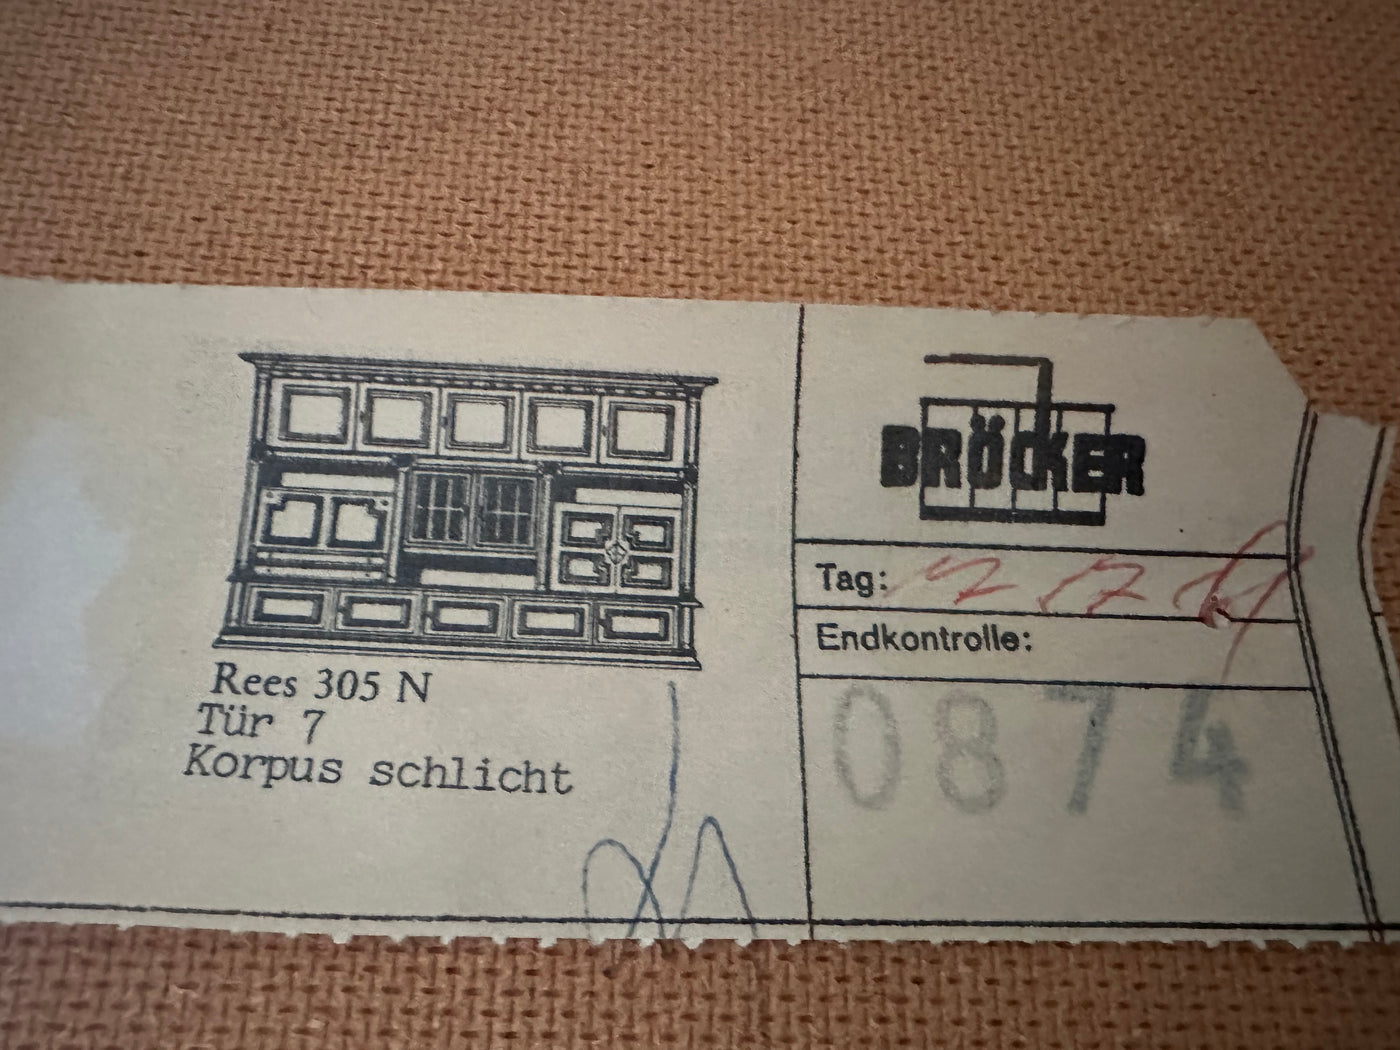 Rees 305 N
Tür 7
Korpus schlicht
BRÖCKER
Tag:
Endkontrolle:
0874